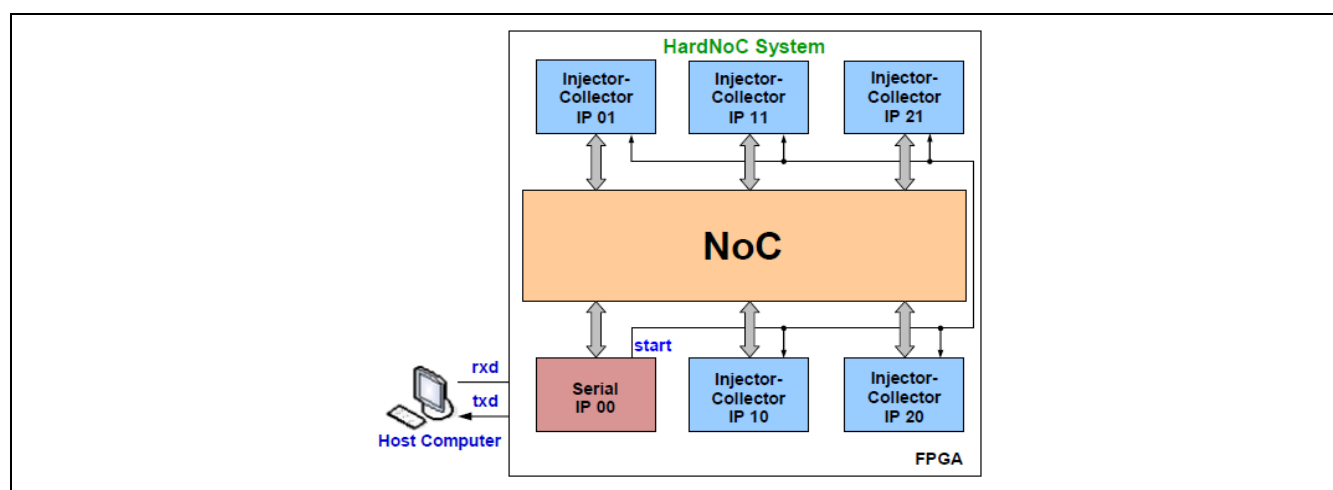 HardNoC System
Injector-
Collector
IP 01
Injector-
Collector
IP 11
Injector-
Collector
IP 21
NoC
start
rxd
txd
Host Computer
Serial
IP 00
Injector-
Collector
IP 10
Injector-
Collector
IP 20
FPGA